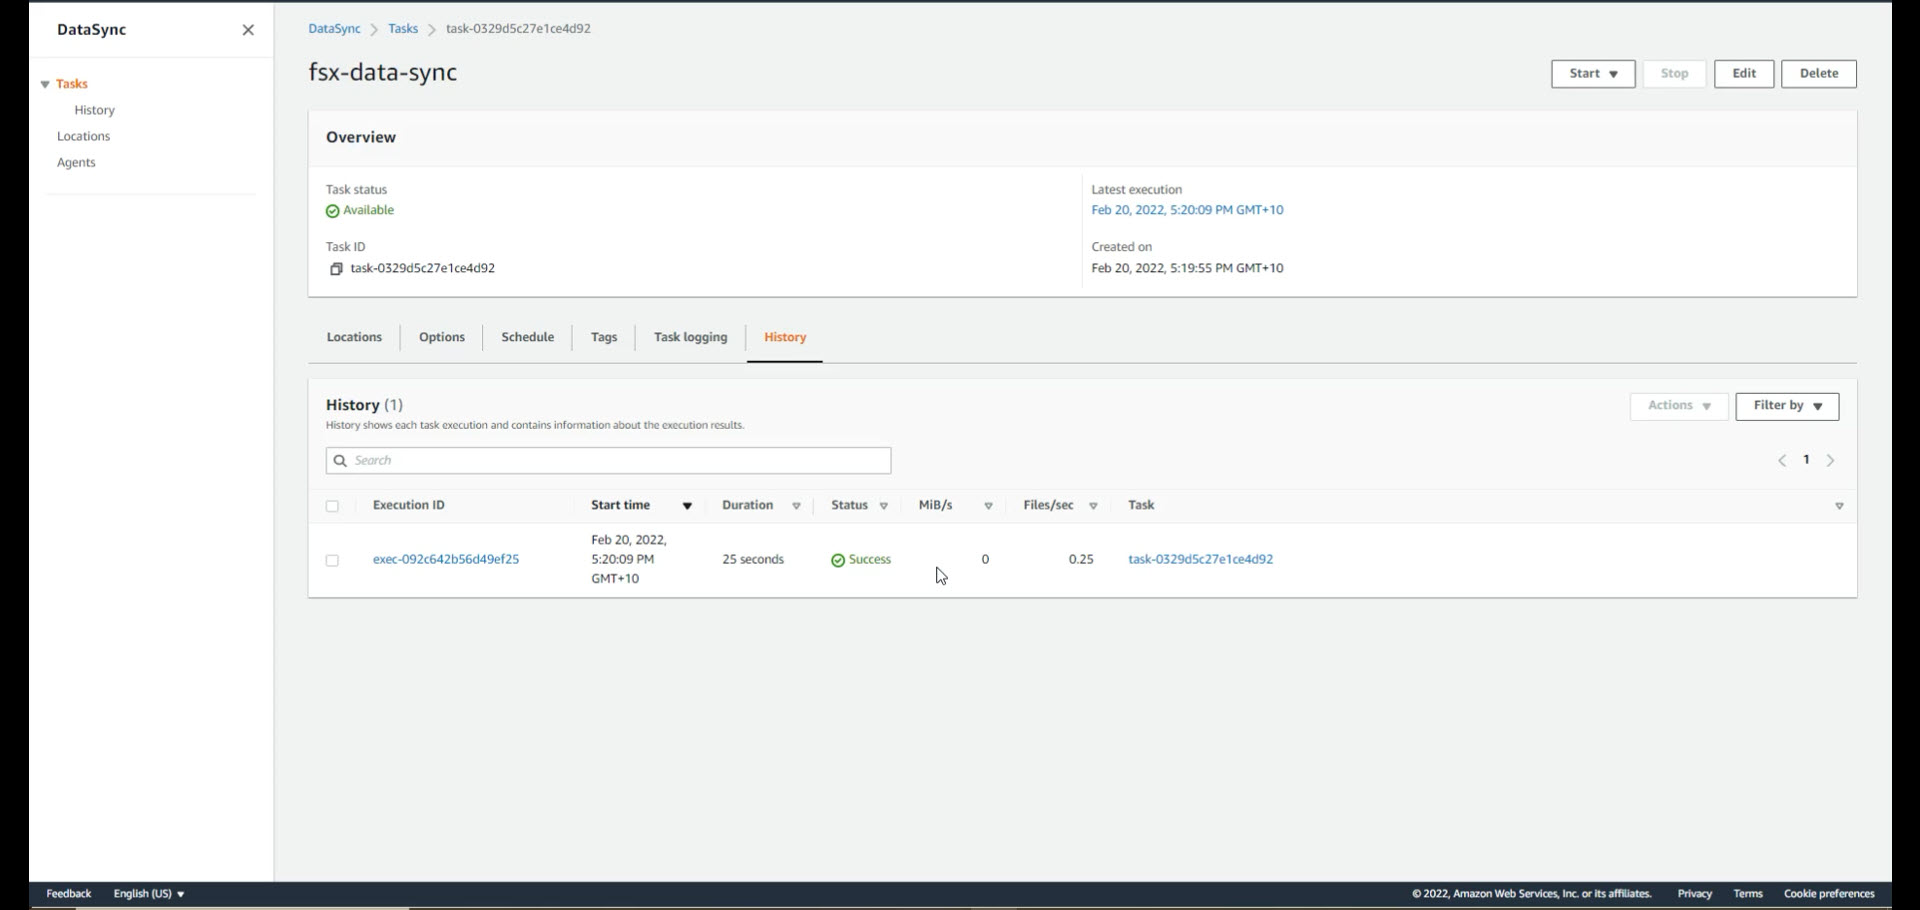 DataSync
Tasks
History
Locations
Agents
DataSync Tasks task-0329d5c27e1ce4d92
fsx-data-sync
Start Stop Edit Delete
Overview
Task status
Available
Task ID
task-0329d5c27e1ce4d92
Latest execution
Feb 20, 2022, 5:20:09 PM GMT+10
Created on
Feb 20, 2022, 5:19:55 PM GMT+10
Locations Options Schedule Tags Task logging History
History (1)
History shows each task execution and contains information about the execution results.
Actions Filter by
Search
1
Execution ID Start time Duration Status MiB/s Files/sec Task
exec-092c642b56d49ef25
Feb 20, 2022,
5:20:09 PM
GMT+10
25 seconds Success 0 0.25 task-0329d5c27e1ce4d92
Feedback English (US) © 2022, Amazon Web Services, Inc. or its affiliates. Privacy Terms Cookie preferences